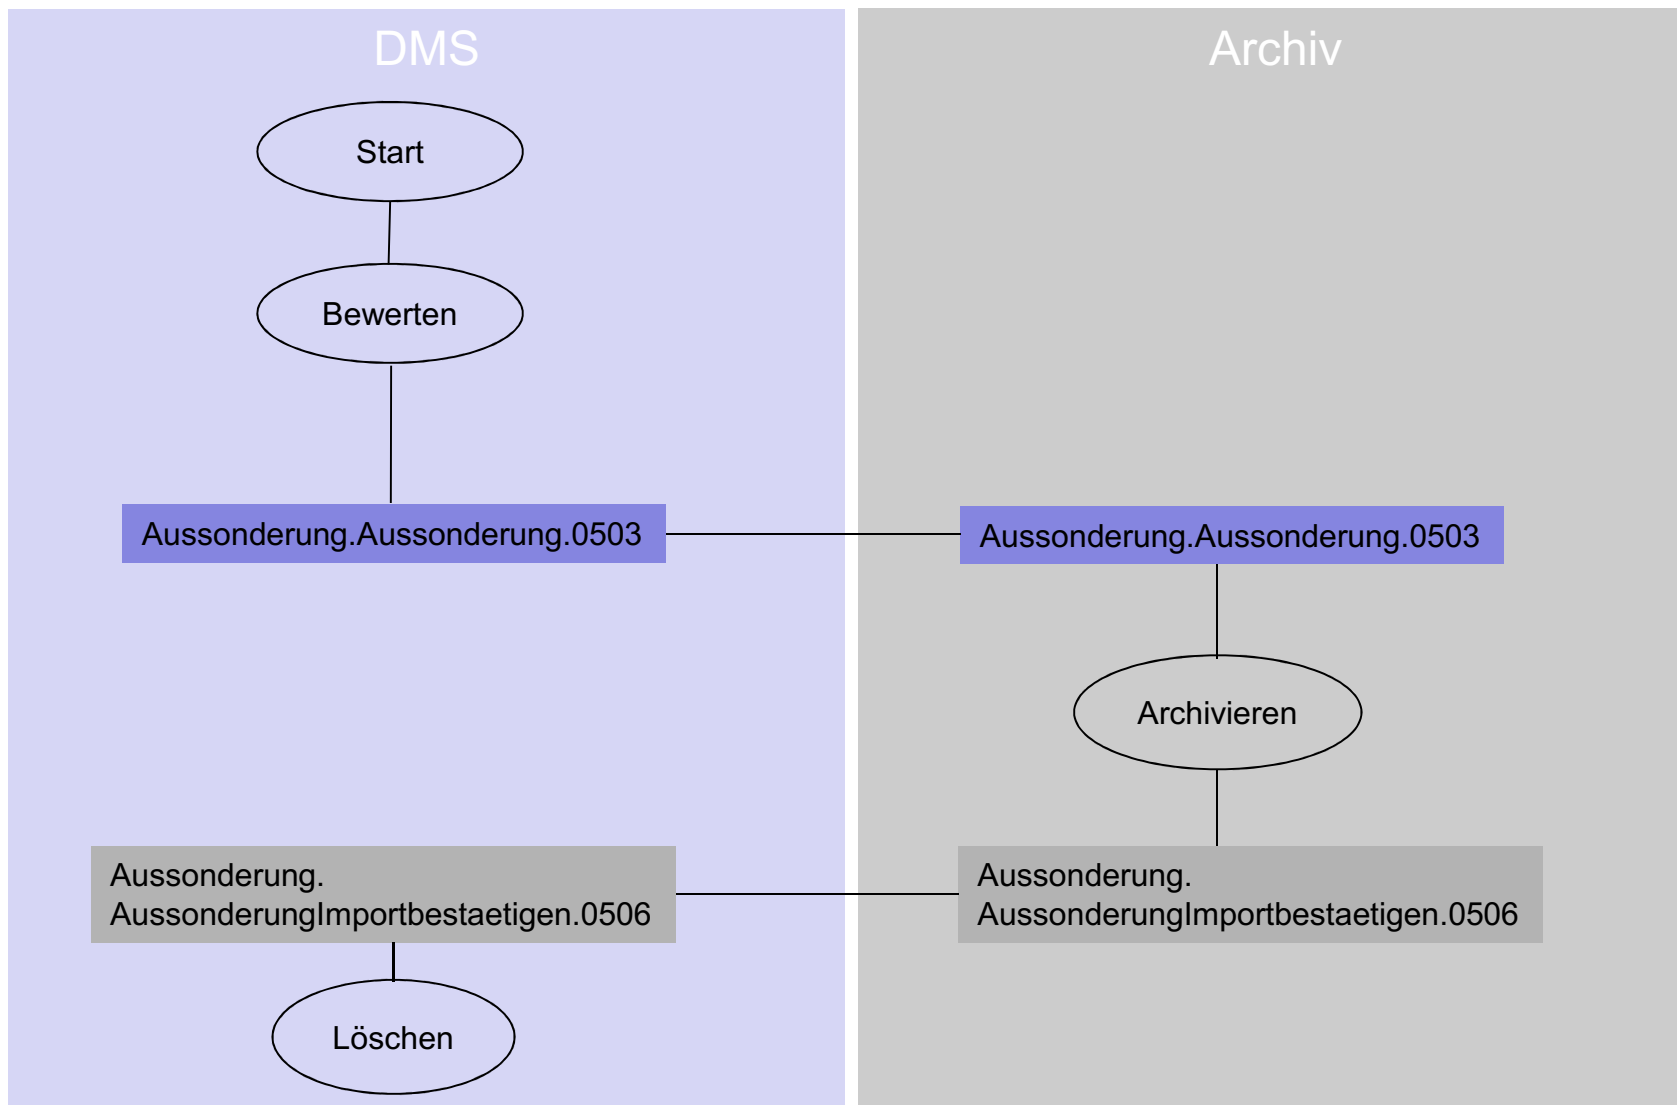 DMS
Archiv
Start
Bewerten
Aussonderung.Aussonderung.0503
Aussonderung.Aussonderung.0503
Archivieren
Aussonderung.
AussonderungImportbestaetigen.0506
Aussonderung.
AussonderungImportbestaetigen.0506
Löschen